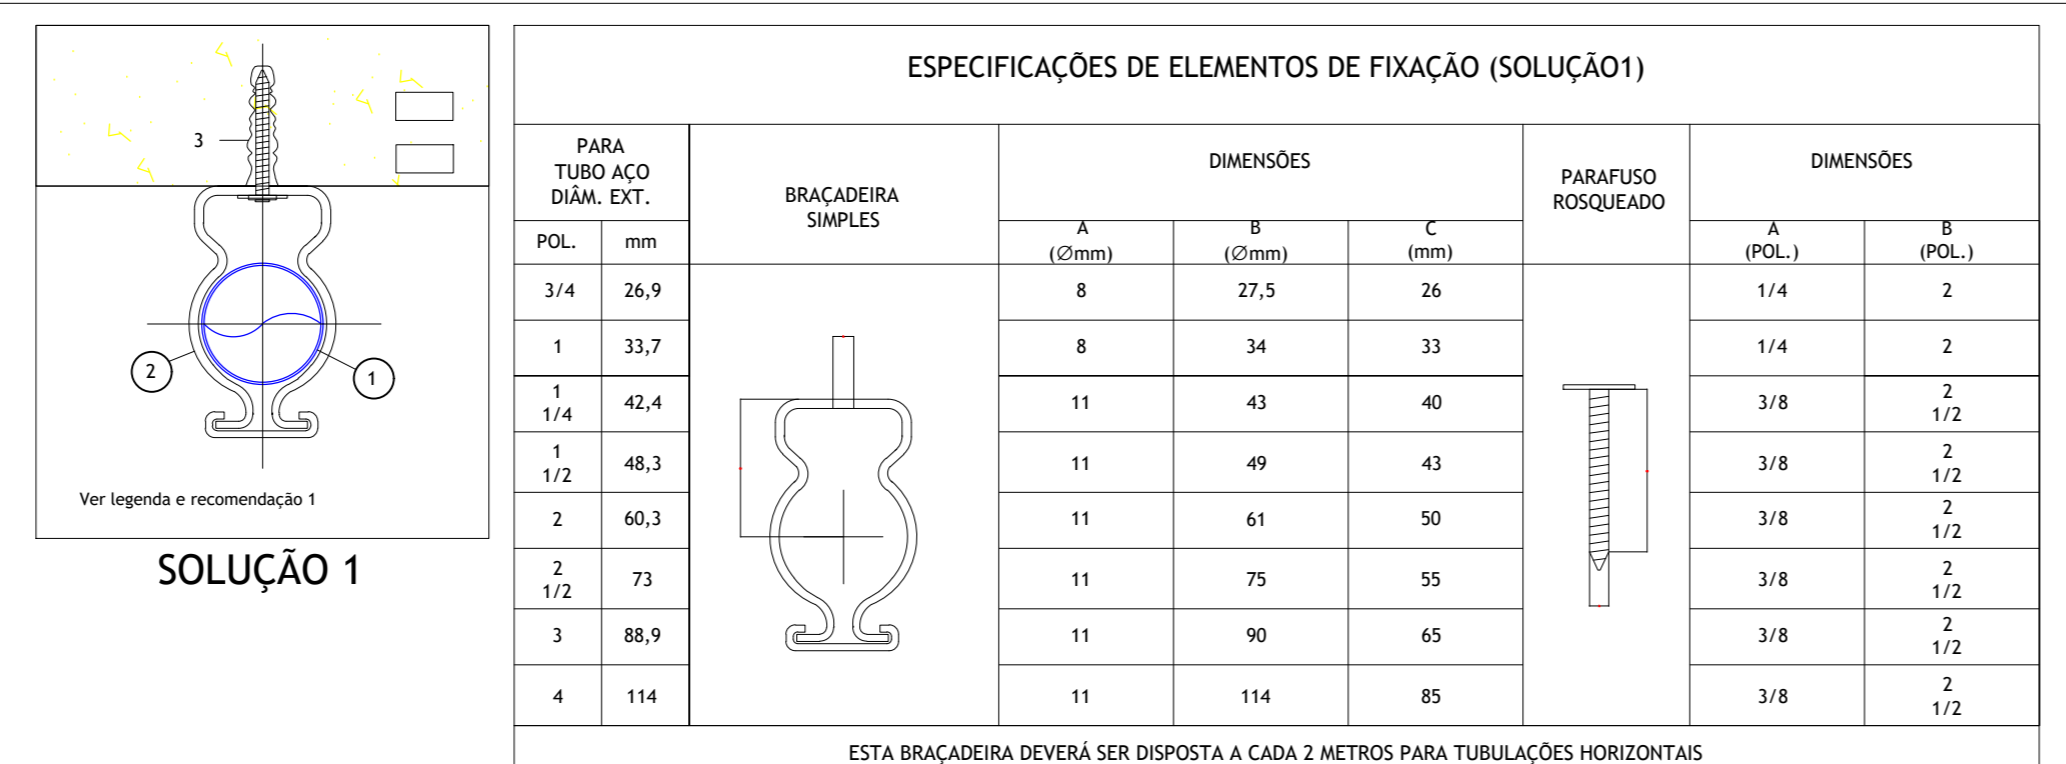 3
2
1
Ver legenda e recomendação 1
SOLUÇÃO 1
ESPECIFICAÇÕES DE ELEMENTOS DE FIXAÇÃO (SOLUÇÃO1)
PARA
TUBO AÇO
DIÂM. EXT.
BRAÇADEIRA
SIMPLES
DIMENSÕES
PARAFUSO
ROSQUEADO
DIMENSÕES
POL. mm A (Ømm) B (Ømm) C (mm) A (POL.) B (POL.)
3/4 26,9 8 27,5 26 1/4 2
1 33,7 8 34 33 1/4 2
1 1/4 42,4 11 43 40 3/8 2 1/2
1 1/2 48,3 11 49 43 3/8 2 1/2
2 60,3 11 61 50 3/8 2 1/2
2 1/2 73 11 75 55 3/8 2 1/2
3 88,9 11 90 65 3/8 2 1/2
4 114 11 114 85 3/8 2 1/2
ESTA BRAÇADEIRA DEVERÁ SER DISPOSTA A CADA 2 METROS PARA TUBULAÇÕES HORIZONTAIS